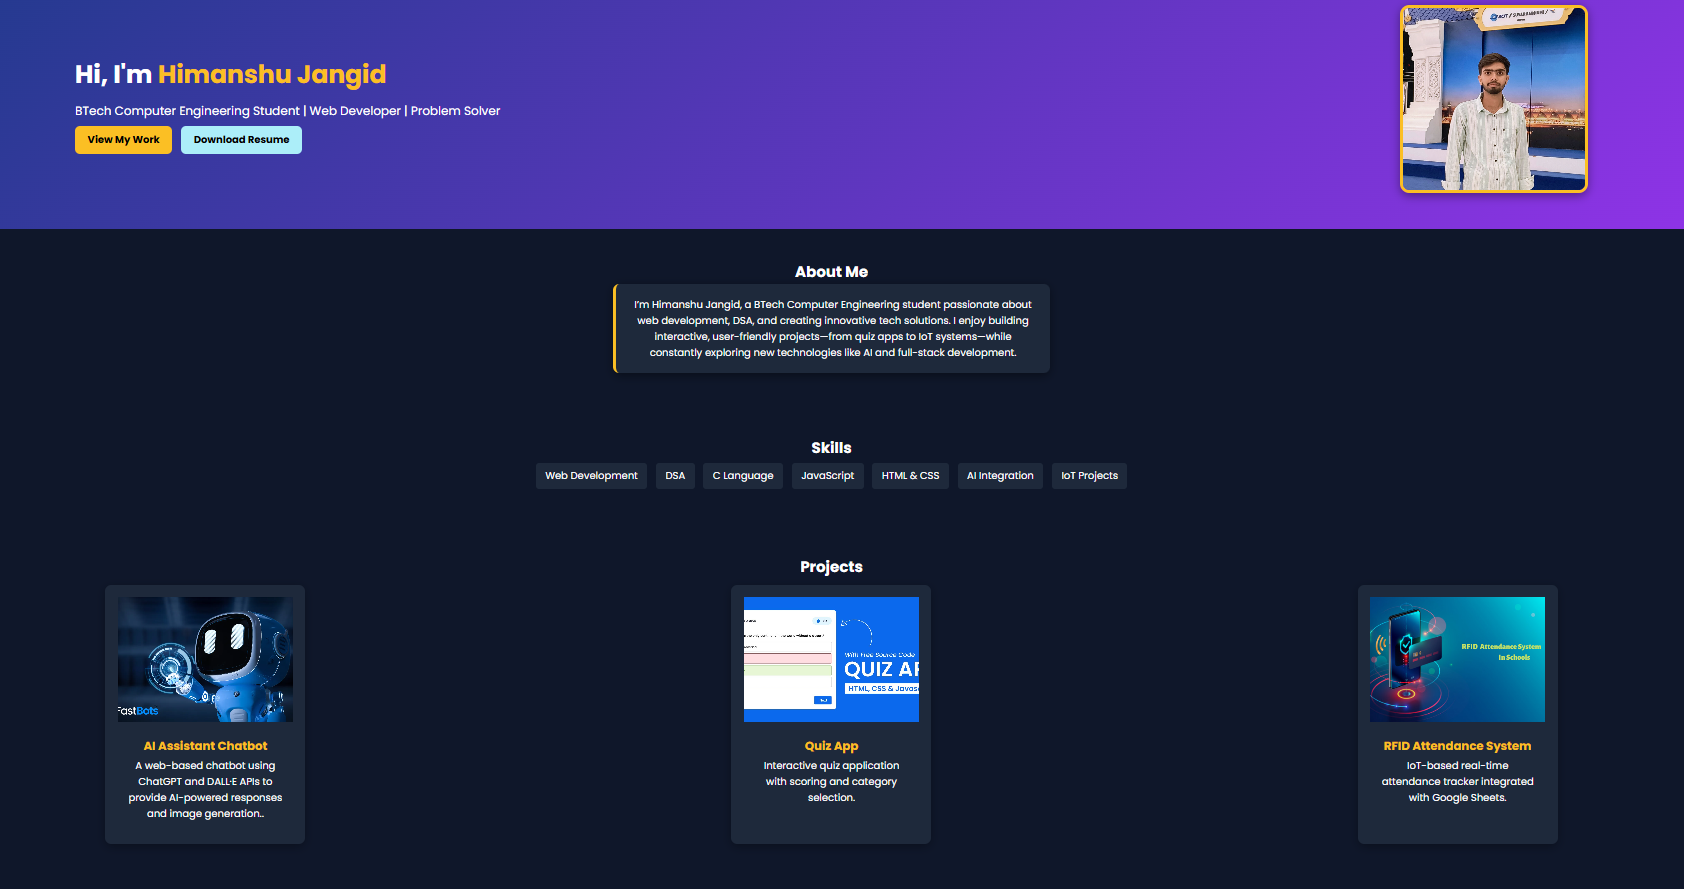 Hi, I'm Himanshu Jangid
BTech Computer Engineering Student | Web Developer | Problem Solver
View My Work
Download Resume
About Me
I'm Himanshu Jangid, a BTech Computer Engineering student passionate about
web development, DSA, and creating innovative tech solutions. I enjoy building
interactive, user-friendly projects—from quiz apps to IoT systems—while
constantly exploring new technologies like AI and full-stack development.
Skills
Web Development
DSA
C Language
JavaScript
HTML & CSS
AI Integration
IoT Projects
Projects
FastBots
AI Assistant Chatbot
A web-based chatbot using
ChatGPT and DALL·E APIs to
provide AI-powered responses
and image generation..
With Free Source Code
QUIZ AP
HTML, CSS & Javas
Quiz App
Interactive quiz application
with scoring and category
selection.
RFID Attendance System
In Schools
RFID Attendance System
IoT-based real-time
attendance tracker integrated
with Google Sheets.